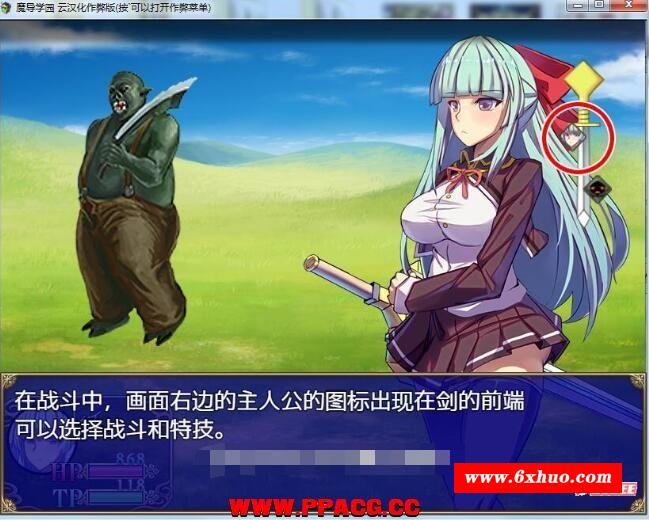 魔导学园 云汉化作弊版(按`可以打开作弊菜单)
在战斗中，画面右边的主人公的图标出现在剑的前端
可以选择战斗和特技。
HP 868
TP 118
www.6xhuo.com
WWW.PPACG.CC